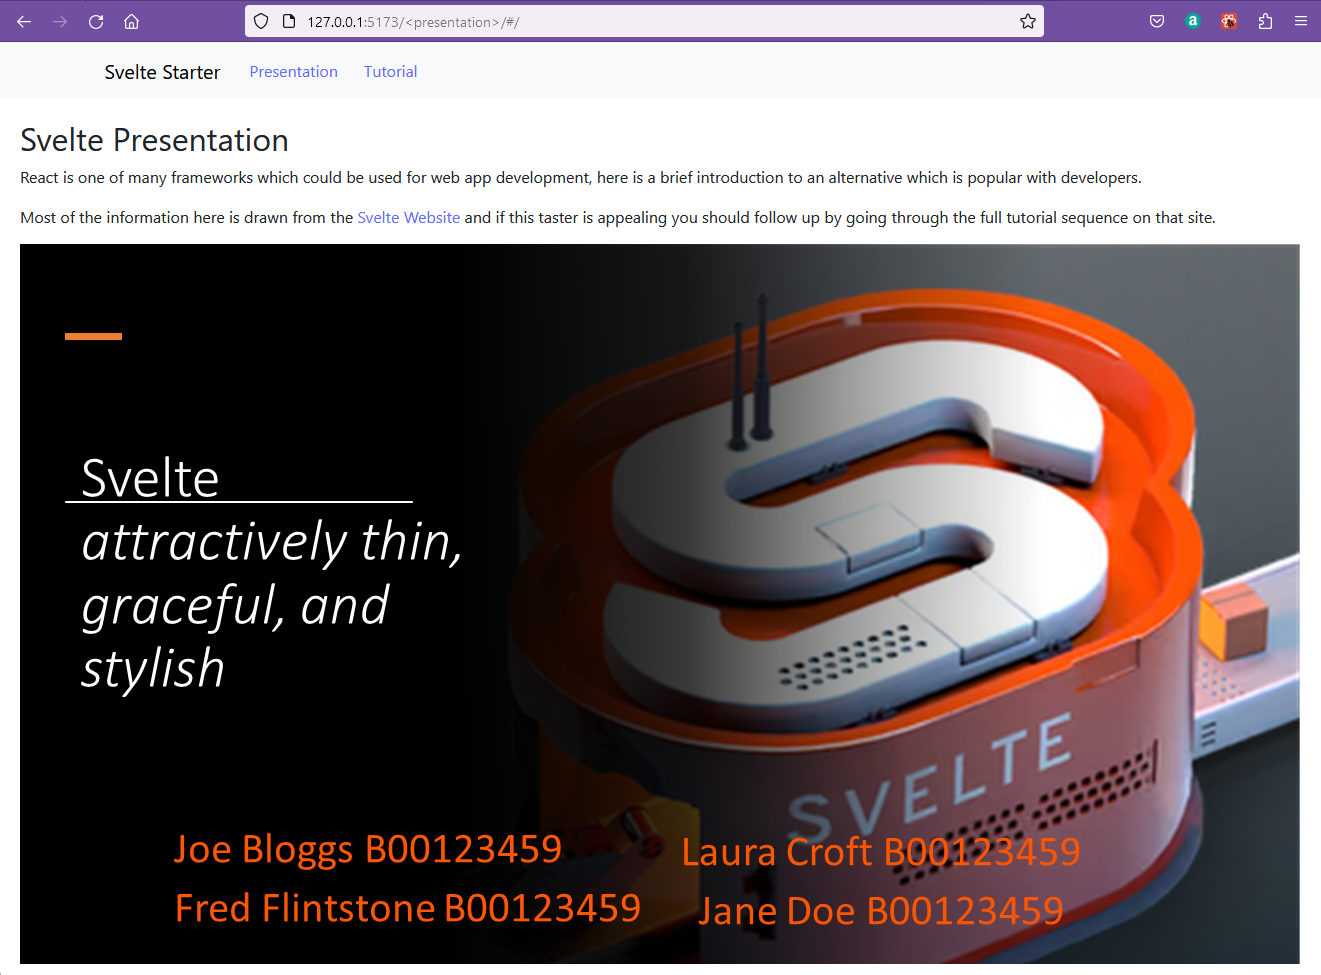 127.0.0.1:5173/<presentation>/#/
Svelte Starter Presentation Tutorial
Svelte Presentation
React is one of many frameworks which could be used for web app development, here is a brief introduction to an alternative which is popular with developers.
Most of the information here is drawn from the Svelte Website and if this taster is appealing you should follow up by going through the full tutorial sequence on that site.
Svelte
attractively thin,
graceful, and
stylish
SVELTE
Joe Bloggs B00123459 Laura Croft B00123459
Fred Flintstone B00123459 Jane Doe B00123459